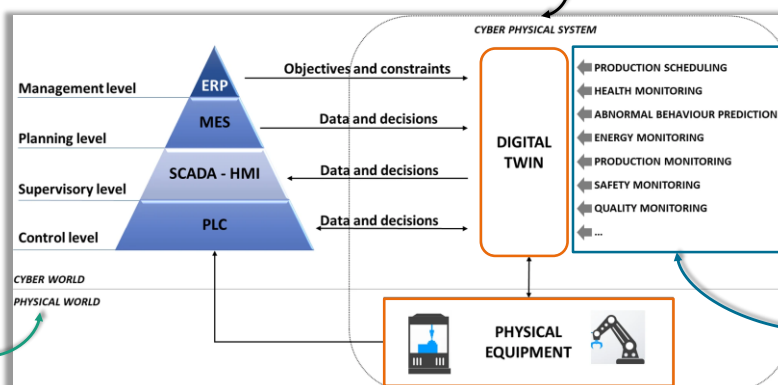 CYBER PHYSICAL SYSTEM
Management level
ERP
Objectives and constraints
Planning level
MES
Data and decisions
Supervisory level
SCADA - HMI
Data and decisions
Control level
PLC
Data and decisions
DIGITAL
TWIN
PRODUCTION SCHEDULING
HEALTH MONITORING
ABNORMAL BEHAVIOUR PREDICTION
ENERGY MONITORING
PRODUCTION MONITORING
SAFETY MONITORING
QUALITY MONITORING
...
CYBER WORLD
PHYSICAL WORLD
PHYSICAL
EQUIPMENT